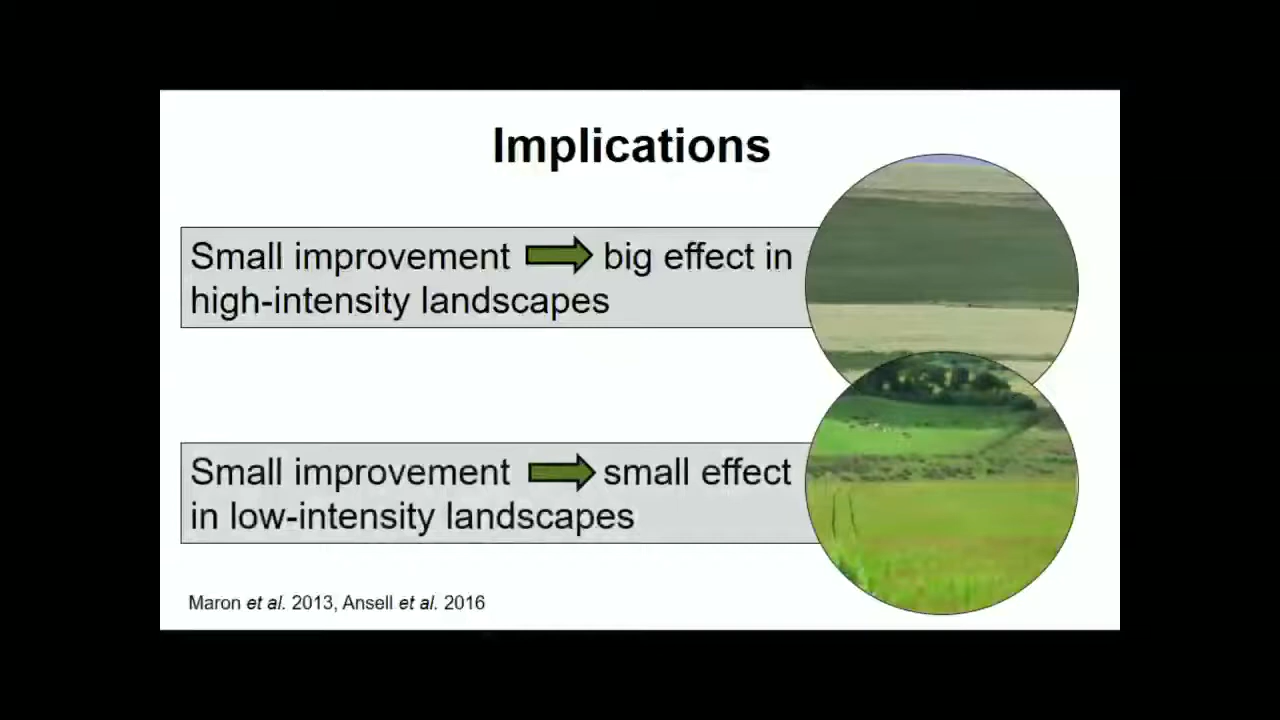 Implications
Small improvement big effect in
high-intensity landscapes
Small improvement small effect
in low-intensity landscapes
Maron et al. 2013, Ansell et al. 2016